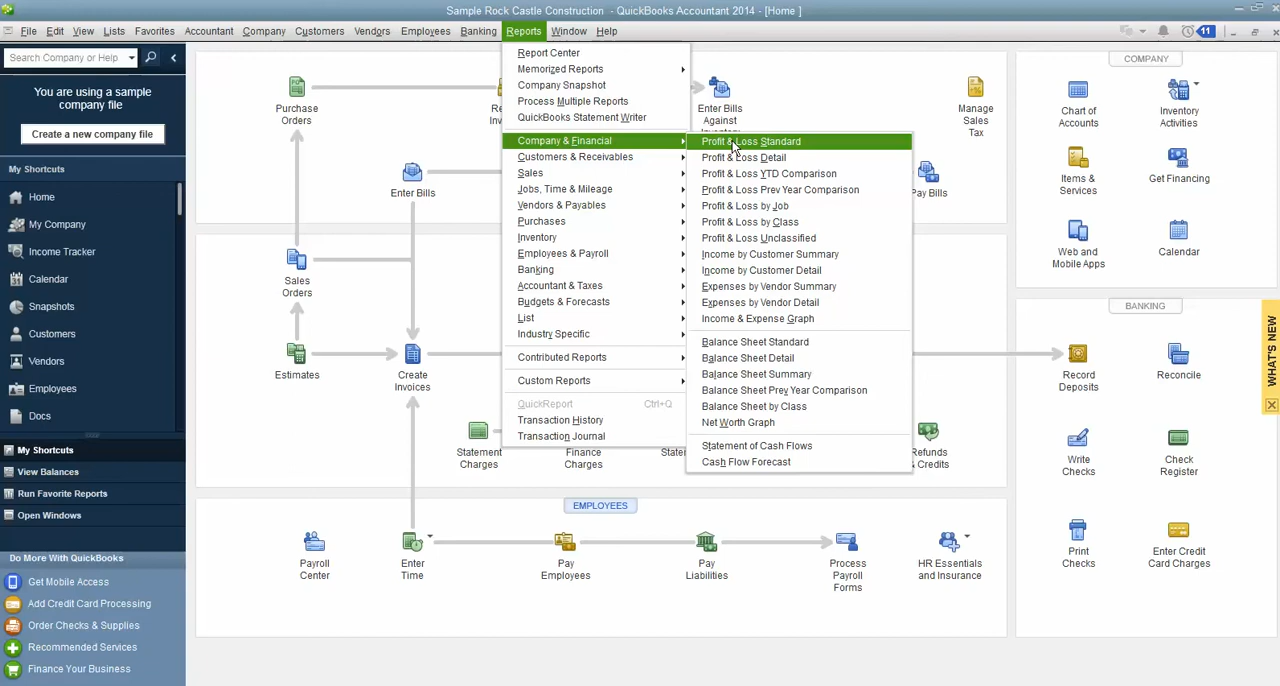 Sample Rock Castle Construction - QuickBooks Accountant 2014 - [Home ]
File Edit View Lists Favorites Accountant Company Customers Vendors Employees Banking Reports Window Help
11
Search Company or Help
You are using a sample
company file
Create a new company file
My Shortcuts
Home
My Company
Income Tracker
Calendar
Snapshots
Customers
Vendors
Employees
Docs
My Shortcuts
View Balances
Run Favorite Reports
Open Windows
Do More With QuickBooks
Get Mobile Access
Add Credit Card Processing
Order Checks & Supplies
Recommended Services
Finance Your Business
Report Center
Memorized Reports
Company Snapshot
Process Multiple Reports
QuickBooks Statement Writer
Company & Financial
Customers & Receivables
Sales
Jobs, Time & Mileage
Vendors & Payables
Purchases
Inventory
Employees & Payroll
Banking
Accountant & Taxes
Budgets & Forecasts
List
Industry Specific
Contributed Reports
Custom Reports
QuickReport Ctrl+Q
Transaction History
Transaction Journal
Profit & Loss Standard
Profit & Loss Detail
Profit & Loss YTD Comparison
Profit & Loss Prev Year Comparison
Profit & Loss by Job
Profit & Loss by Class
Profit & Loss Unclassified
Income by Customer Summary
Income by Customer Detail
Expenses by Vendor Summary
Expenses by Vendor Detail
Income & Expense Graph
Balance Sheet Standard
Balance Sheet Detail
Balance Sheet Summary
Balance Sheet Prev Year Comparison
Balance Sheet by Class
Net Worth Graph
Statement of Cash Flows
Cash Flow Forecast
Purchase
Orders
Enter Bills
Against
Manage
Sales
Tax
Enter Bills
Pay Bills
Sales
Orders
Estimates
Create
Invoices
Statement
Charges
Finance
Charges
Refunds
& Credits
EMPLOYEES
Payroll
Center
Enter
Time
Pay
Employees
Pay
Liabilities
Process
Payroll
Forms
HR Essentials
and Insurance
COMPANY
Chart of
Accounts
Inventory
Activities
Items &
Services
Get Financing
Web and
Mobile Apps
Calendar
BANKING
Record
Deposits
Reconcile
Write
Checks
Check
Register
Print
Checks
Enter Credit
Card Charges
WHAT'S NEW